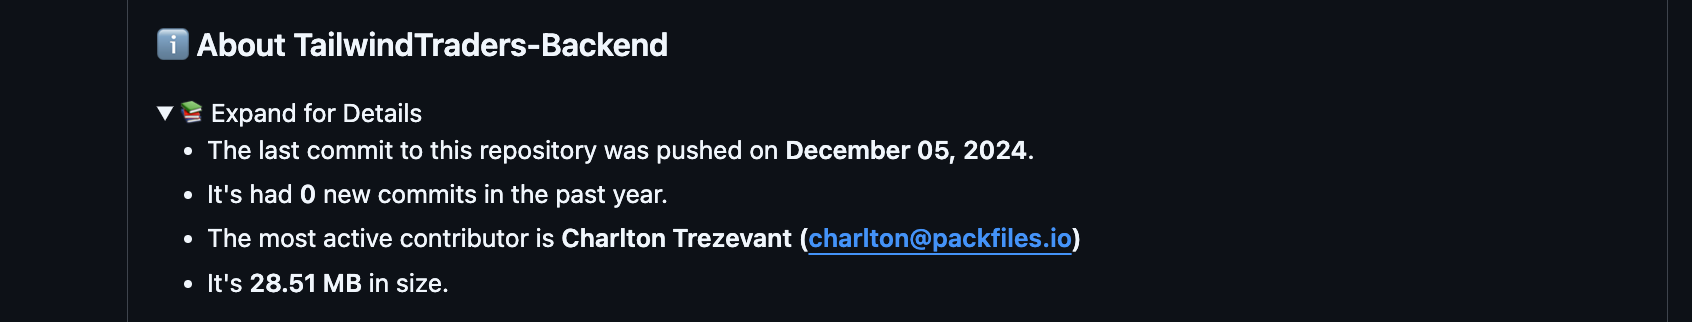 ℹ️ About TailwindTraders-Backend
▼ 📚 Expand for Details
• The last commit to this repository was pushed on December 05, 2024.
• It's had 0 new commits in the past year.
• The most active contributor is Charlton Trezevant (charlton@packfiles.io)
• It's 28.51 MB in size.